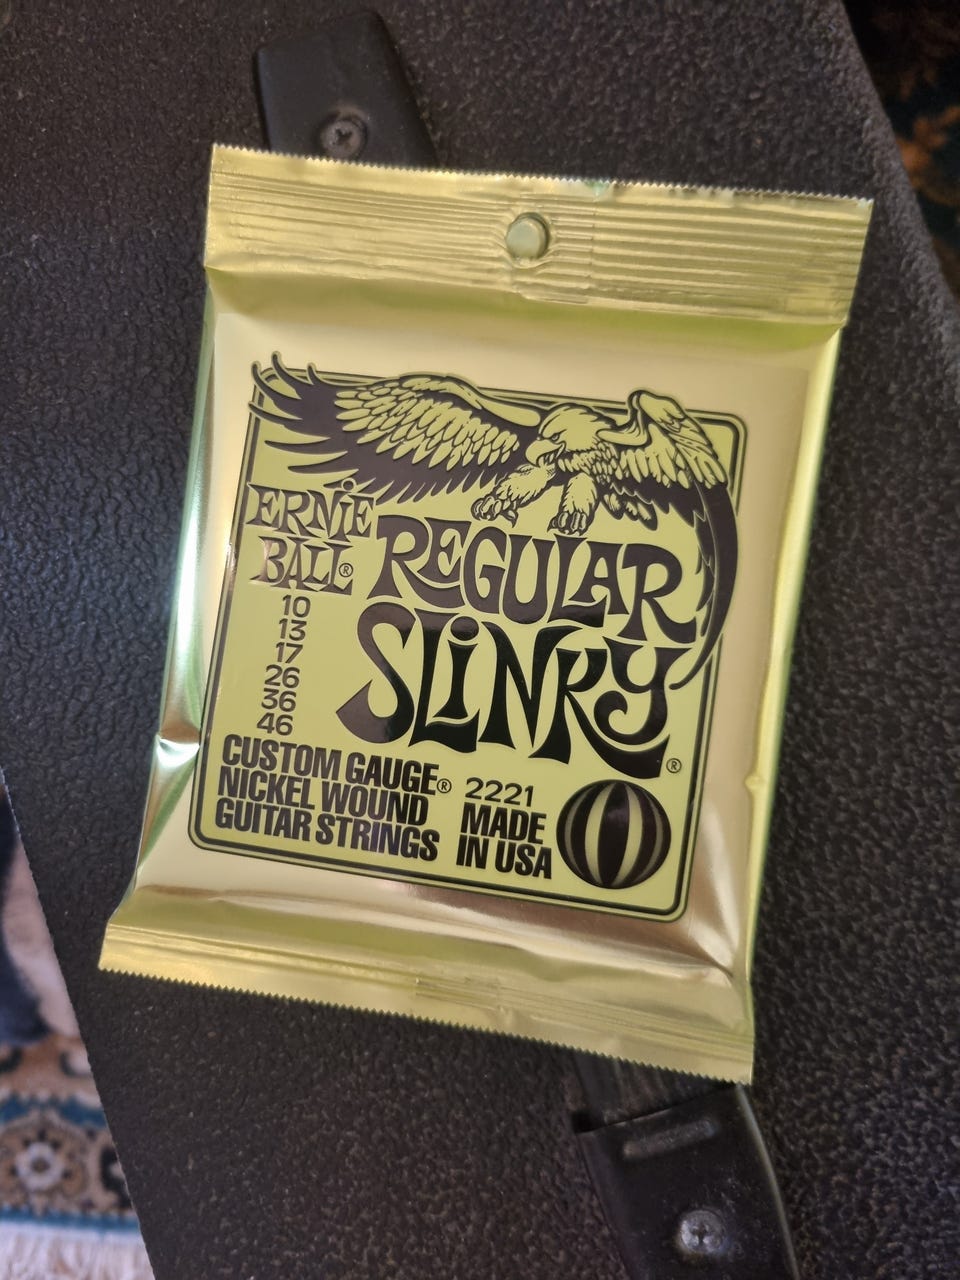 ERNIE
BALL®
REGULAR
SLINKY®
10
13
17
26
36
46
CUSTOM GAUGE®
NICKEL WOUND
GUITAR STRINGS
2221
MADE
IN USA